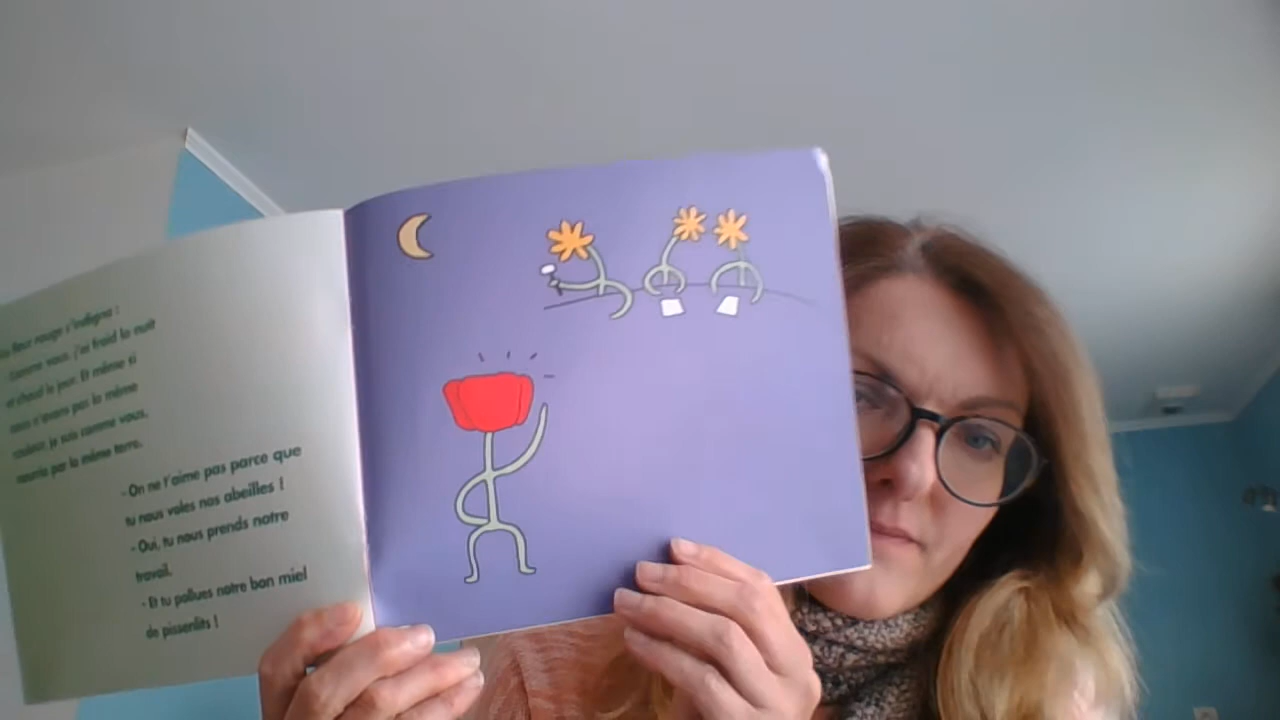 La fleur rouge s'indigna :
- Comme vous, j'ai froid la nuit
et chaud le jour. Et même si
nous n'avons pas la même
couleur, je suis comme vous,
nourrie par la même terre.
- On ne t'aime pas parce que
tu nous voles nos abeilles !
- Oui, tu nous prends notre
travail.
- Et tu pollues notre bon miel
de pissenlits !